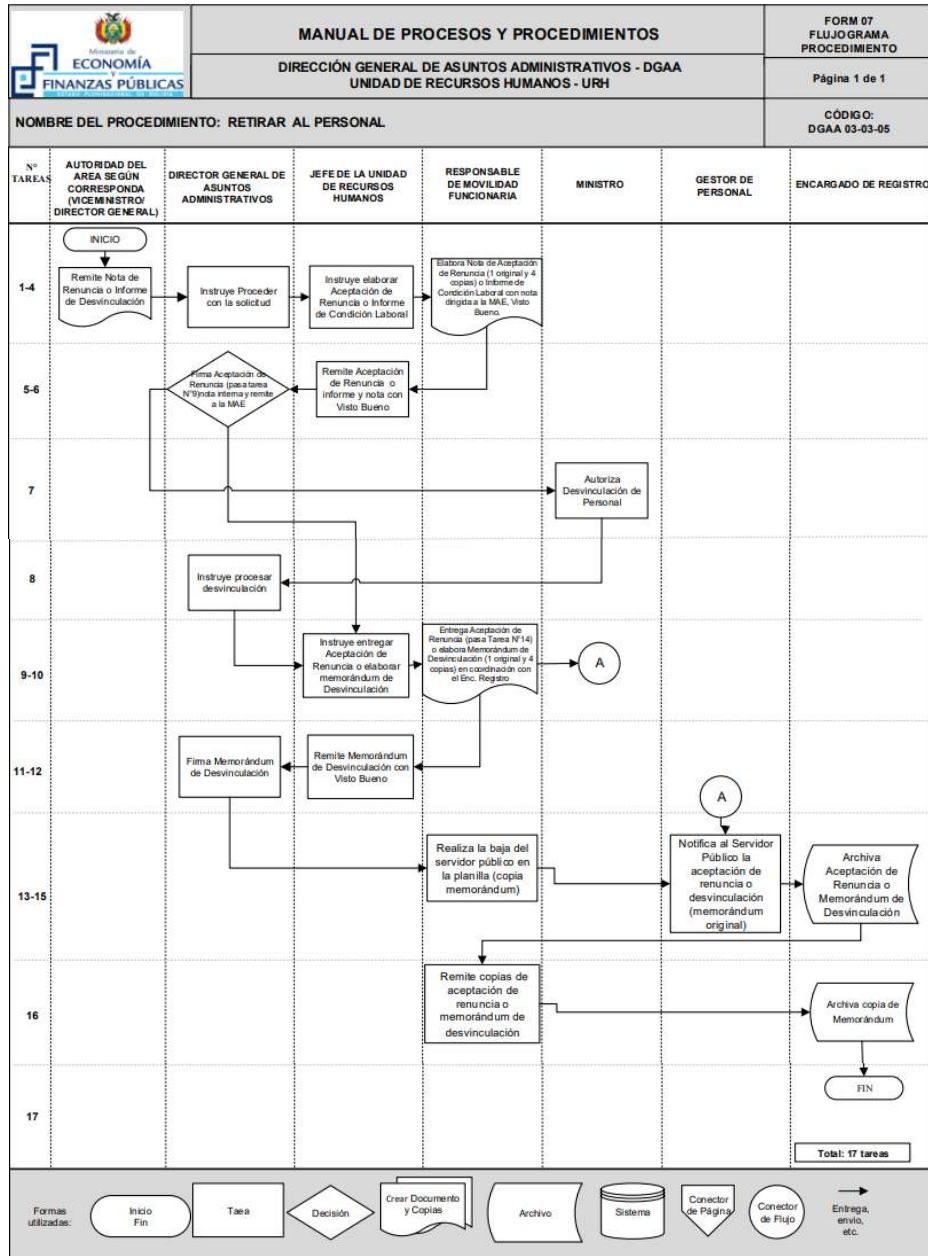 Ministerio de
ECONOMÍA
Y
FINANZAS PÚBLICAS
MANUAL DE PROCESOS Y PROCEDIMIENTOS
FORM 07
FLUJOGRAMA
PROCEDIMIENTO
DIRECCIÓN GENERAL DE ASUNTOS ADMINISTRATIVOS - DGAA
UNIDAD DE RECURSOS HUMANOS - URH
Página 1 de 1
NOMBRE DEL PROCEDIMIENTO: RETIRAR AL PERSONAL
CÓDIGO:
DGAA 03-03-05
N°
TAREAS
AUTORIDAD DEL
AREA SEGÚN
CORRESPONDA
(VICEMINISTRO/
DIRECTOR GENERAL)
DIRECTOR GENERAL DE
ASUNTOS
ADMINISTRATIVOS
JEFE DE LA UNIDAD
DE RECURSOS
HUMANOS
RESPONSABLE
DE MOVILIDAD
FUNCIONARIA
MINISTRO
GESTOR DE
PERSONAL
ENCARGADO DE REGISTRO
INICIO
1-4
Remite Nota de
Renuncia o Informe
de Desvinculación
Instruye Proceder
con la solicitud
Instruye elaborar
Aceptación de
Renuncia o Informe
de Condición Laboral
Elabora Nota de Aceptación
de Renuncia (1 original y 4
copias) o Informe de
Condición Laboral con nota
dirigida a la MAE, Visto
Bueno.
5-6
Firma Aceptación de
Renuncia (pasa tarea
N°9)nota interna y remite
a la MAE
Remite Aceptación
de Renuncia o
informe y nota con
Visto Bueno
7
Autoriza
Desvinculación de
Personal
8
Instruye procesar
desvinculación
9-10
Instruye entregar
Aceptación de
Renuncia o elaborar
memorándum de
Desvinculación
Entrega Aceptación de
Renuncia (pasa Tarea N°14)
o elabora Memorándum de
Desvinculación (1 original y 4
copias) en coordinación con
el Enc. Registro
A
11-12
Firma Memorándum
de Desvinculación
Remite Memorándum
de Desvinculación con
Visto Bueno
A
13-15
Realiza la baja del
servidor público en
la planilla (copia
memorándum)
Notifica al Servidor
Público la
aceptación de
renuncia o
desvinculación
(memorándum
original)
Archiva
Aceptación de
Renuncia o
Memorándum de
Desvinculación
16
Remite copias de
aceptación de
renuncia o
memorándum de
desvinculación
Archiva copia de
Memorándum
FIN
17
Total: 17 tareas
Formas
utilizadas:
Inicio
Fin
Taea
Decisión
Crear Documento
y Copias
Archivo
Sistema
Conector
de Página
Conector
de Flujo
Entrega,
envio,
etc.